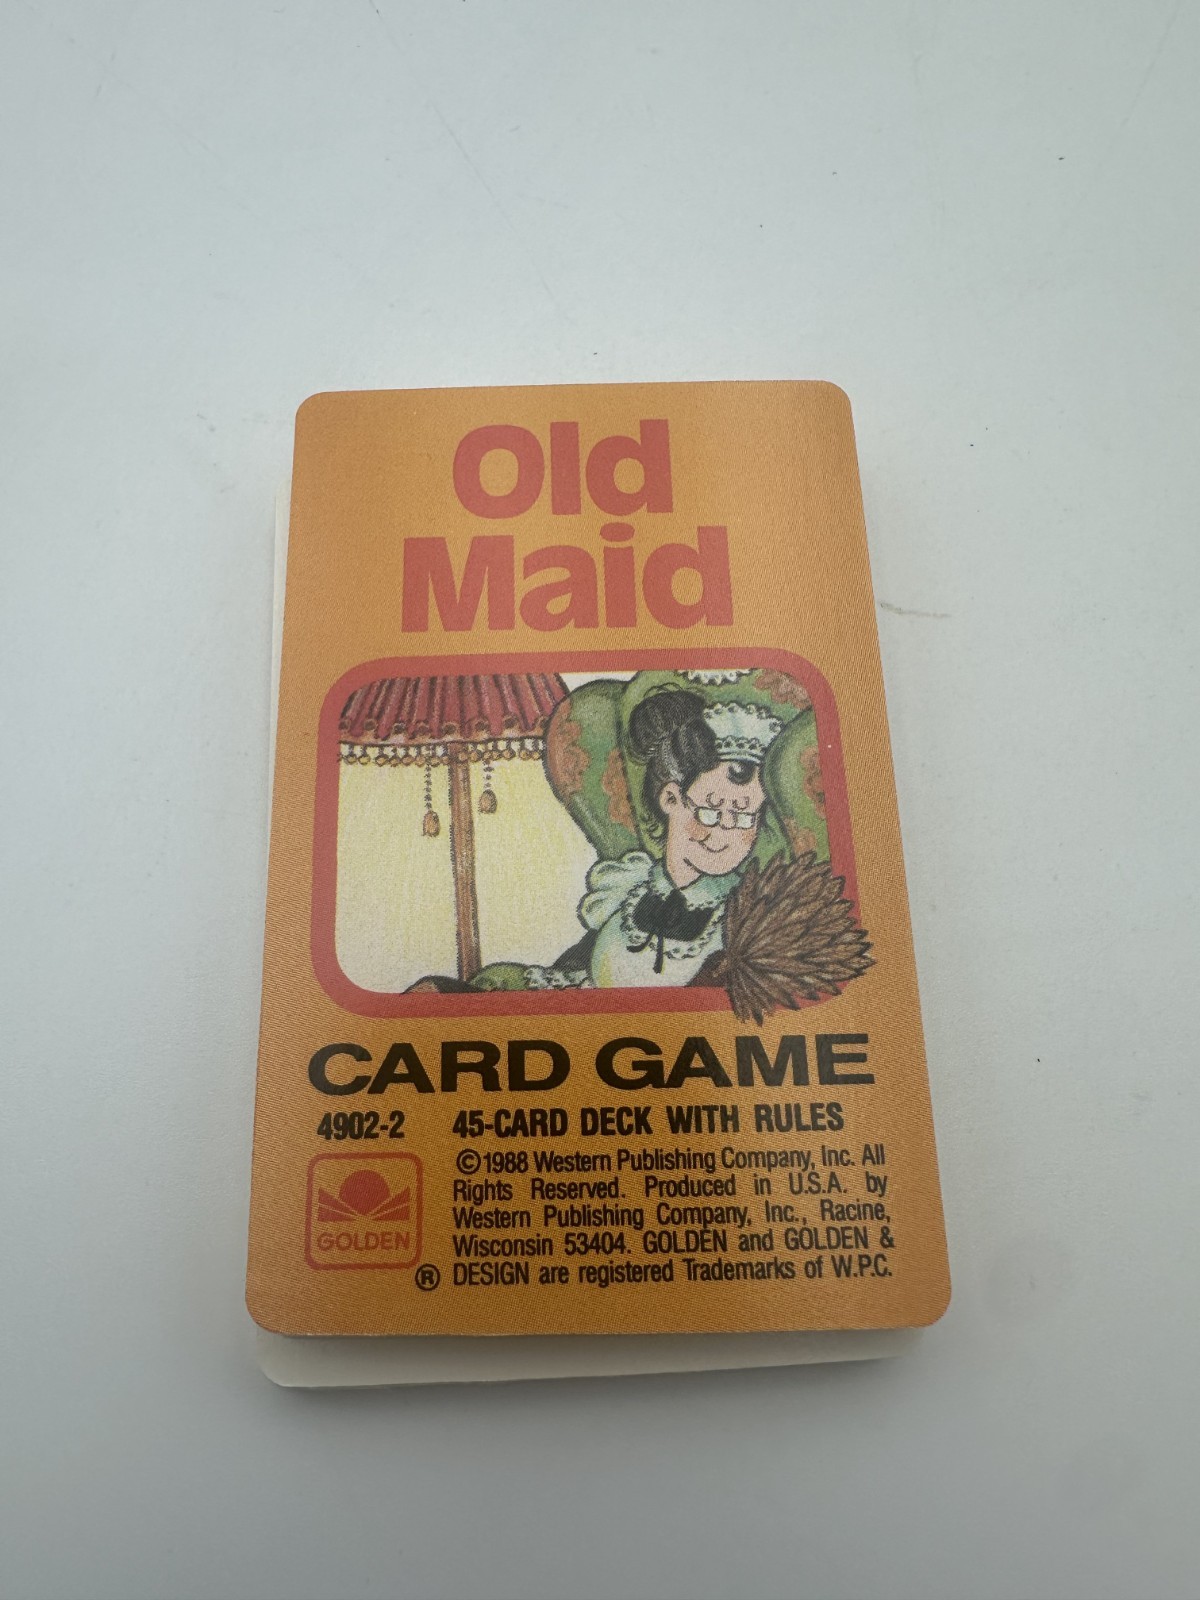 Old
Maid
CARD GAME
4902-2 45-CARD DECK WITH RULES
©1988 Western Publishing Company, Inc. All
Rights Reserved. Produced in U.S.A. by
Western Publishing Company, Inc., Racine,
Wisconsin 53404. GOLDEN and GOLDEN &
DESIGN are registered Trademarks of W.P.C.
GOLDEN
®